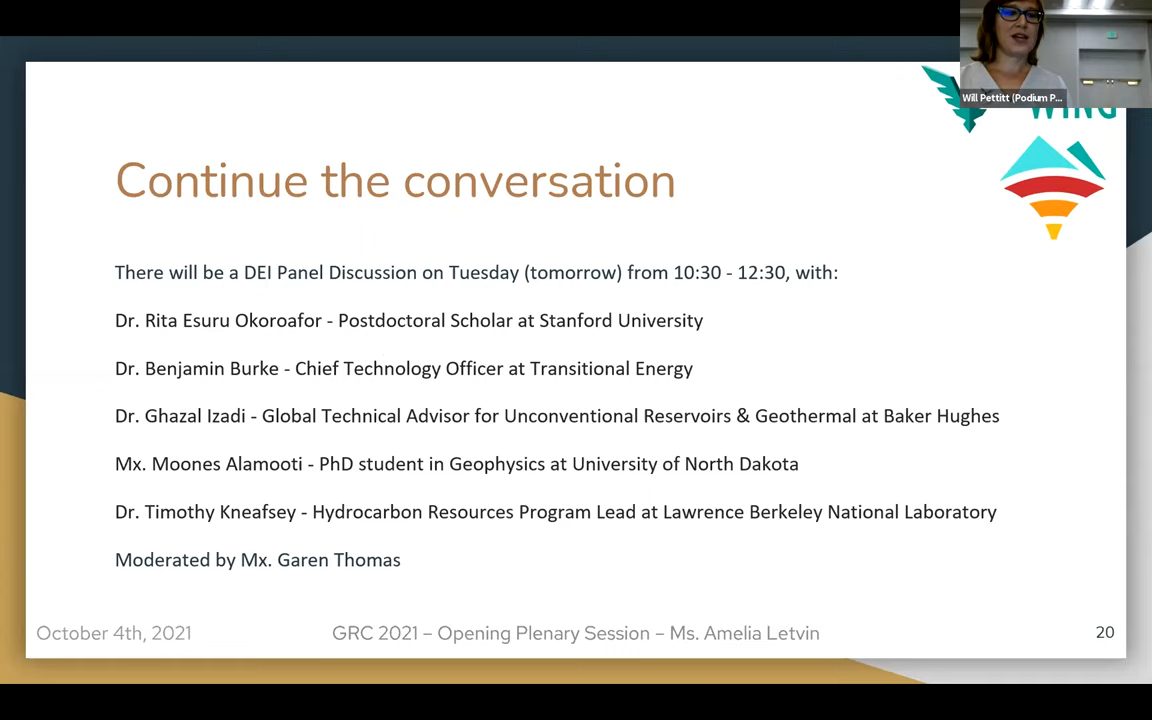 Will Pettitt (Podium P...
WING
Continue the conversation
There will be a DEI Panel Discussion on Tuesday (tomorrow) from 10:30 - 12:30, with:
Dr. Rita Esuru Okoroafor - Postdoctoral Scholar at Stanford University
Dr. Benjamin Burke - Chief Technology Officer at Transitional Energy
Dr. Ghazal Izadi - Global Technical Advisor for Unconventional Reservoirs & Geothermal at Baker Hughes
Mx. Moones Alamooti - PhD student in Geophysics at University of North Dakota
Dr. Timothy Kneafsey - Hydrocarbon Resources Program Lead at Lawrence Berkeley National Laboratory
Moderated by Mx. Garen Thomas
October 4th, 2021
GRC 2021 – Opening Plenary Session – Ms. Amelia Letvin
20